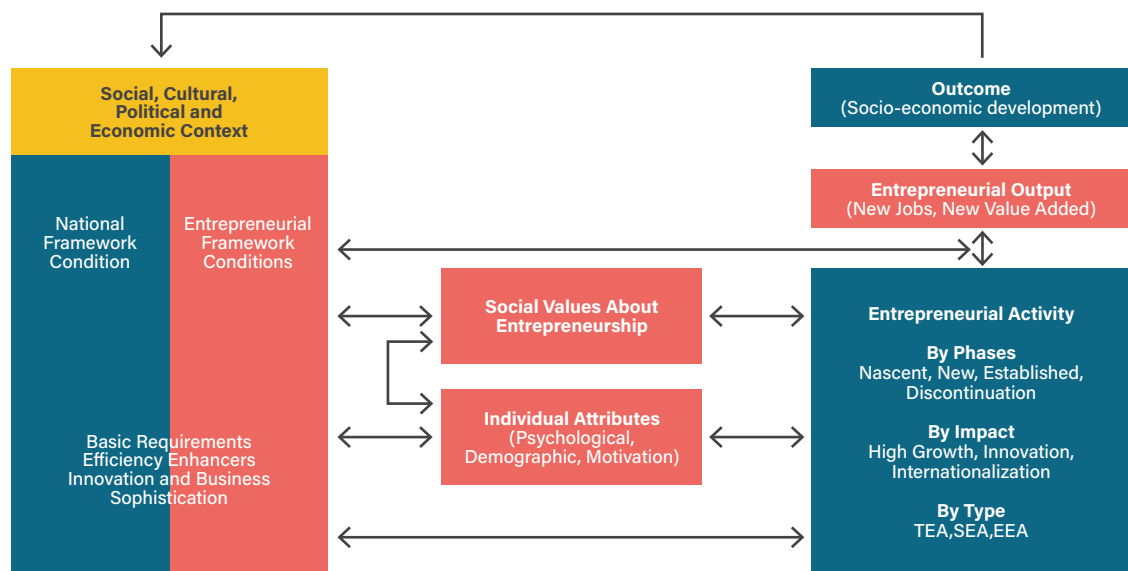 Social, Cultural,
Political and
Economic Context
National
Framework
Condition
Entrepreneurial
Framework
Conditions
Basic Requirements
Efficiency Enhancers
Innovation and Business
Sophistication
Social Values About
Entrepreneurship
Individual Attributes
(Psychological,
Demographic, Motivation)
Outcome
(Socio-economic development)
Entrepreneurial Output
(New Jobs, New Value Added)
Entrepreneurial Activity
By Phases
Nascent, New, Established,
Discontinuation
By Impact
High Growth, Innovation,
Internationalization
By Type
TEA,SEA,EEA